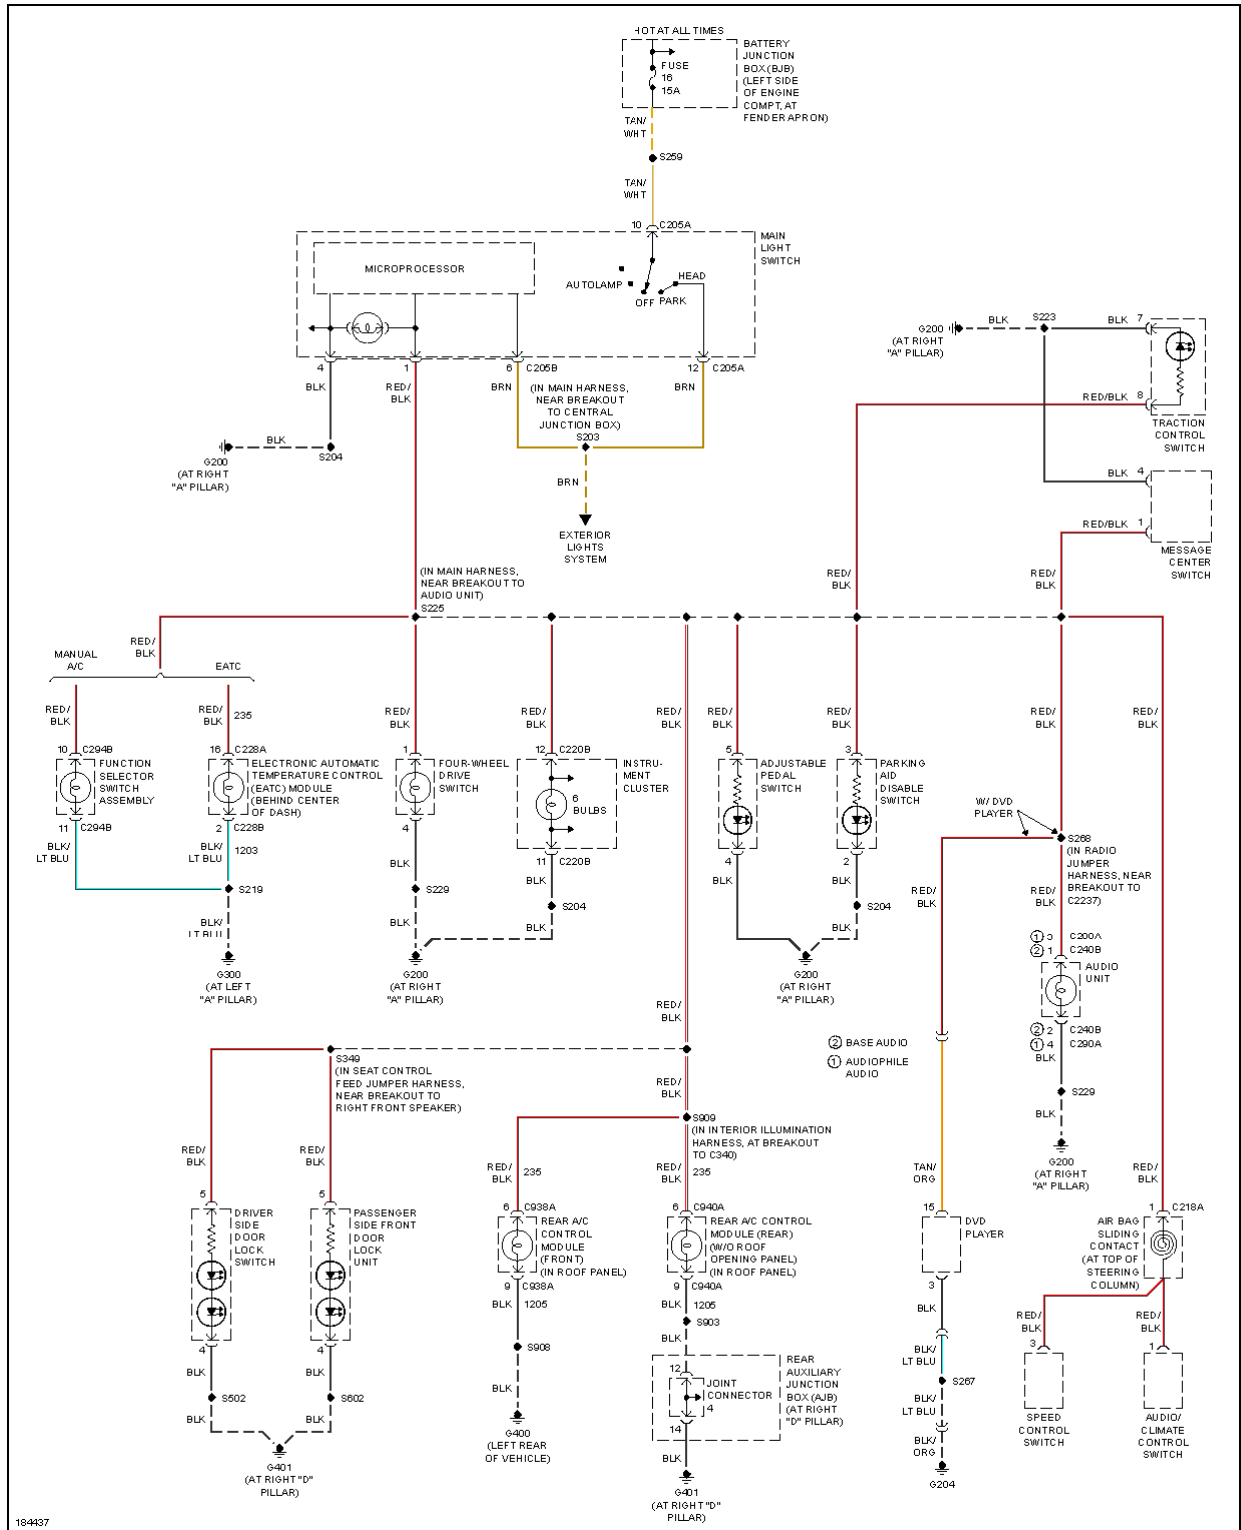 HOT AT ALL TIMES
BATTERY
JUNCTION
BOX (BJB)
(LEFT SIDE
OF ENGINE
COMPT, AT
FENDER APRON)
FUSE
16
15A
TAN/
WHT
S259
TAN/
WHT
10 C205A
MAIN
LIGHT
SWITCH
MICROPROCESSOR
AUTOLAMP
OFF
PARK
HEAD
4
1
6 C205B
12 C205A
BLK
RED/
BLK
BRN
(IN MAIN HARNESS,
NEAR BREAKOUT
TO CENTRAL
JUNCTION BOX)
S203
BRN
BLK
S204
G200
(AT RIGHT
"A" PILLAR)
BRN
EXTERIOR
LIGHTS
SYSTEM
G200
(AT RIGHT
"A" PILLAR)
BLK
S223
BLK 7
RED/BLK 8
TRACTION
CONTROL
SWITCH
BLK 4
RED/BLK 1
MESSAGE
CENTER
SWITCH
RED/
BLK
RED/
BLK
(IN MAIN HARNESS,
NEAR BREAKOUT TO
AUDIO UNIT)
S225
RED/
BLK
MANUAL
A/C
EATC
RED/
BLK
RED/
BLK
235
RED/
BLK
RED/
BLK
RED/
BLK
RED/
BLK
RED/
BLK
RED/
BLK
RED/
BLK
10 C294B
FUNCTION
SELECTOR
SWITCH
ASSEMBLY
11 C294B
16 C228A
ELECTRONIC AUTOMATIC
TEMPERATURE CONTROL
(EATC) MODULE
(BEHIND CENTER
OF DASH)
2 C228B
1
FOUR-WHEEL
DRIVE
SWITCH
4
12 C220B
INSTRU-
MENT
CLUSTER
6
BULBS
11 C220B
5
ADJUSTABLE
PEDAL
SWITCH
4
3
PARKING
AID
DISABLE
SWITCH
2
W/ DVD
PLAYER
S268
(IN RADIO
JUMPER
HARNESS, NEAR
BREAKOUT TO
C2237)
BLK/
LT BLU
BLK/
LT BLU
1203
S219
BLK/
LT BLU
G300
(AT LEFT
"A" PILLAR)
BLK
S229
BLK
G200
(AT RIGHT
"A" PILLAR)
BLK
S204
BLK
BLK
BLK
S204
BLK
G200
(AT RIGHT
"A" PILLAR)
RED/
BLK
RED/
BLK
1 3 C290A
2 1 C240B
AUDIO
UNIT
2 2 C240B
1 4 C290A
BLK
S229
BLK
G200
(AT RIGHT
"A" PILLAR)
2 BASE AUDIO
1 AUDIOPHILE
AUDIO
RED/
BLK
S349
(IN SEAT CONTROL
FEED JUMPER HARNESS,
NEAR BREAKOUT TO
RIGHT FRONT SPEAKER)
RED/
BLK
S909
(IN INTERIOR ILLUMINATION
HARNESS, AT BREAKOUT
TO C340)
RED/
BLK
RED/
BLK
RED/
BLK
235
RED/
BLK
235
TAN/
ORG
RED/
BLK
5
DRIVER
SIDE
DOOR
LOCK
SWITCH
4
5
PASSENGER
SIDE FRONT
DOOR
LOCK
UNIT
4
6 C938A
REAR A/C
CONTROL
MODULE
(FRONT)
(IN ROOF PANEL)
9 C938A
6 C940A
REAR A/C CONTROL
MODULE (REAR)
(W/O ROOF
OPENING PANEL)
(IN ROOF PANEL)
9 C940A
15
DVD
PLAYER
3
1 C218A
AIR BAG
SLIDING
CONTACT
(AT TOP OF
STEERING
COLUMN)
BLK
S502
BLK
BLK
S602
BLK
G401
(AT RIGHT "D"
PILLAR)
BLK
1205
S908
BLK
G400
(LEFT REAR
OF VEHICLE)
BLK
1205
S903
BLK
12
JOINT
CONNECTOR
4
14
REAR
AUXILIARY
JUNCTION
BOX (AJB)
(AT RIGHT
"D" PILLAR)
BLK
G401
(AT RIGHT "D"
PILLAR)
BLK
BLK/
LT BLU
S267
BLK/
LT BLU
BLK/
ORG
G204
RED/
BLK
3
SPEED
CONTROL
SWITCH
RED/
BLK
1
AUDIO/
CLIMATE
CONTROL
SWITCH
184437